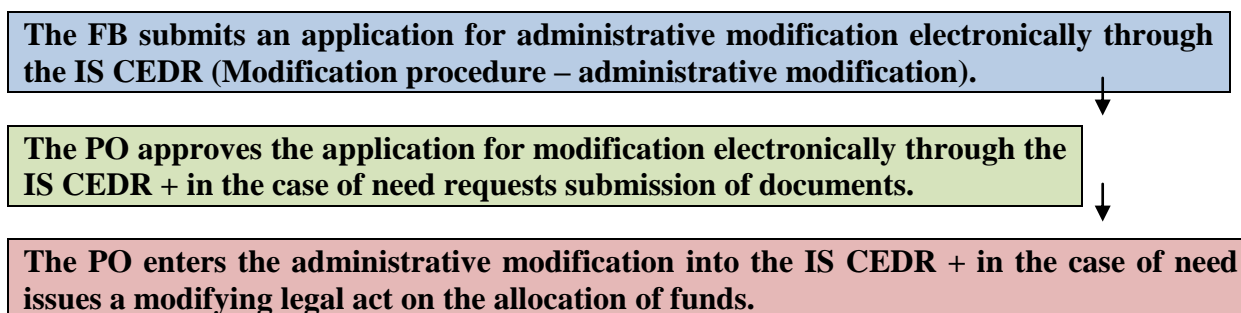 The FB submits an application for administrative modification electronically through
the IS CEDR (Modification procedure – administrative modification).
The PO approves the application for modification electronically through the
IS CEDR + in the case of need requests submission of documents.
The PO enters the administrative modification into the IS CEDR + in the case of need
issues a modifying legal act on the allocation of funds.